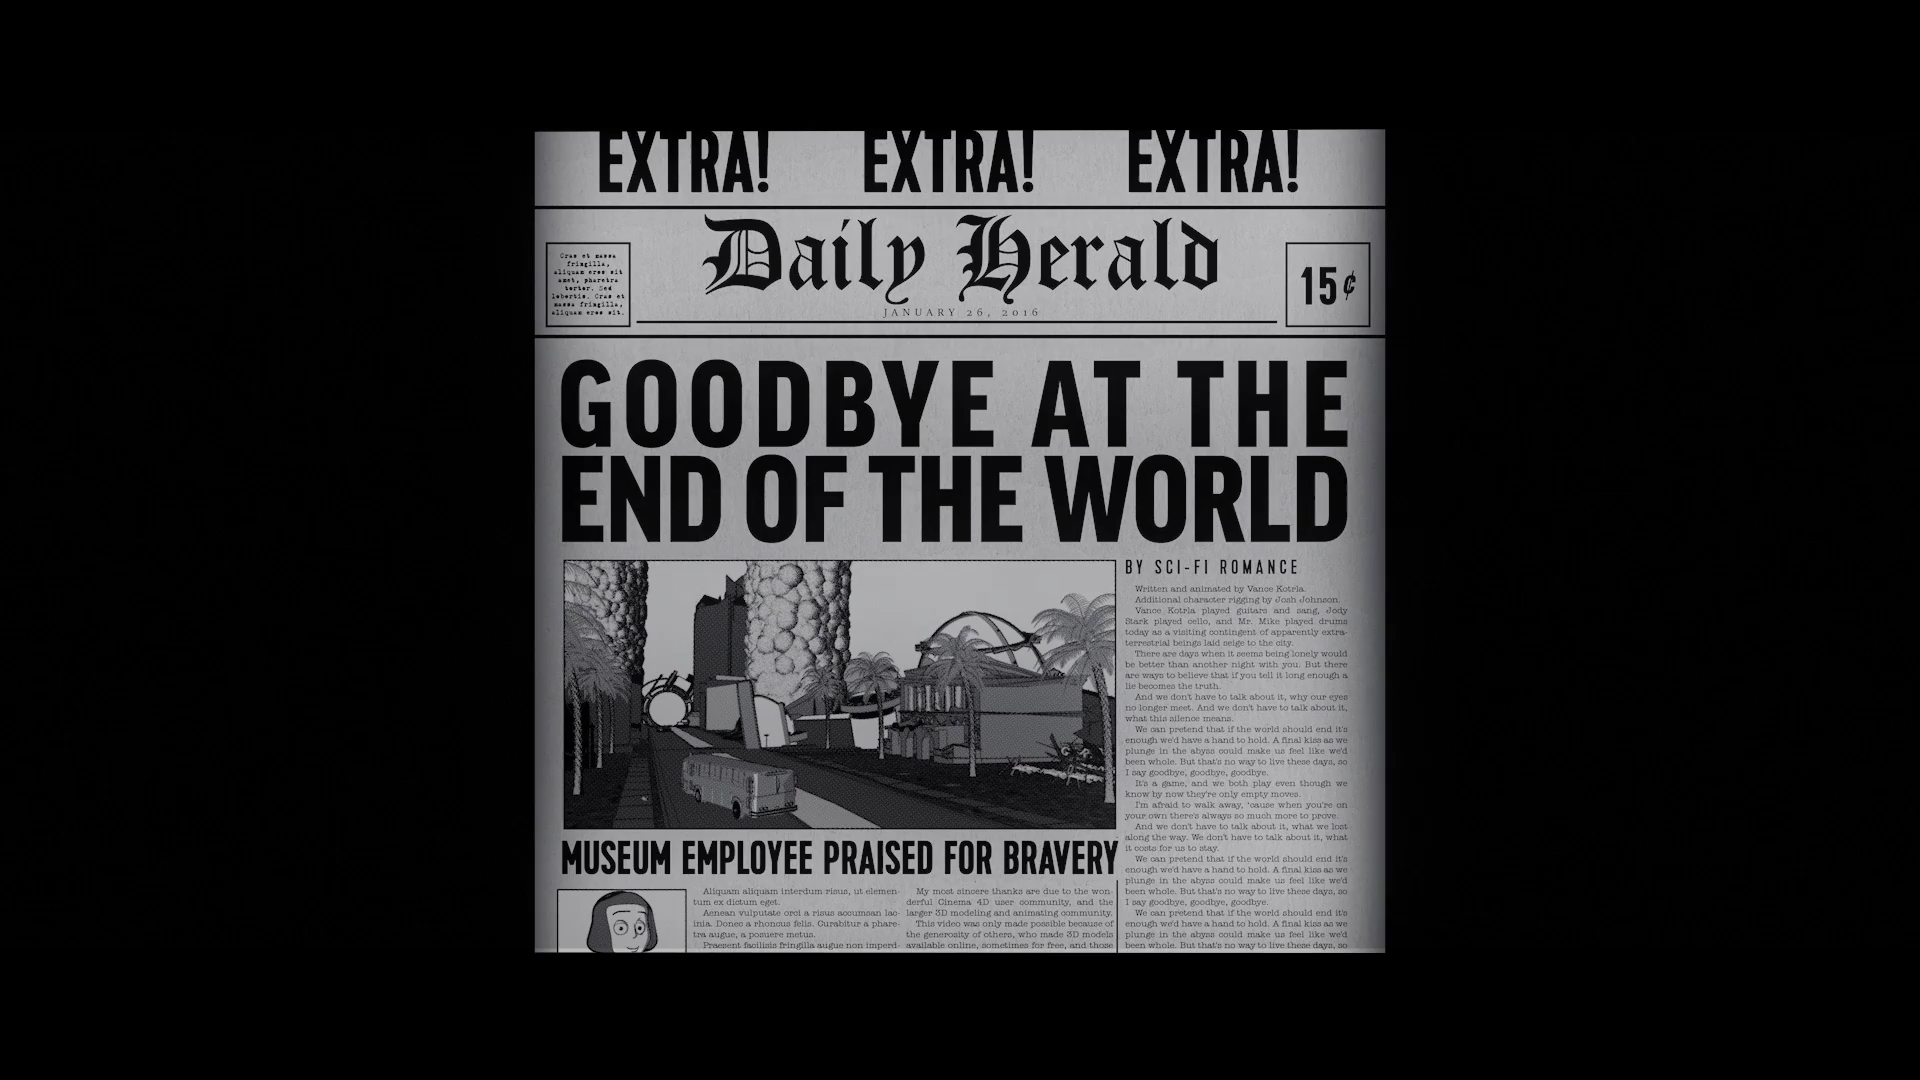 EXTRA! EXTRA! EXTRA!
Daily Herald
Cras et massa
fringilla,
aliquam eros sit
amet, pharetra
tortor. Sed
lobortis. Cras et
massa fringilla,
aliquam eros sit.
15¢
JANUARY 26, 2016
GOODBYE AT THE
END OF THE WORLD
BY SCI-FI ROMANCE
Written and animated by Vance Kotrla.
Additional character rigging by Josh Johnson.
Vance Kotrla played guitars and sang, Jody
Stark played cello, and Mr. Mike played drums
today as a visiting contingent of apparently extra-
terrestrial beings laid seige to the city.
There are days when it seems being lonely would
be better than another night with you. But there
are ways to believe that if you tell it long enough a
lie becomes the truth.
And we don't have to talk about it, why our eyes
no longer meet. And we don't have to talk about it,
what this silence means.
We can pretend that if the world should end it's
enough we'd have a hand to hold. A final kiss as we
plunge in the abyss could make us feel like we'd
been whole. But that's no way to live these days, so
I say goodbye, goodbye, goodbye.
It's a game, and we both play even though we
know by now they're only empty moves.
I'm afraid to walk away, 'cause when you're on
your own there's always so much more to prove.
And we don't have to talk about it, what we lost
along the way. We don't have to talk about it, what
it costs for us to stay.
We can pretend that if the world should end it's
enough we'd have a hand to hold. A final kiss as we
plunge in the abyss could make us feel like we'd
been whole. But that's no way to live these days, so
I say goodbye, goodbye, goodbye.
We can pretend that if the world should end it's
enough we'd have a hand to hold. A final kiss as we
plunge in the abyss could make us feel like we'd
been whole. But that's no way to live these days, so
MUSEUM EMPLOYEE PRAISED FOR BRAVERY
Aliquam aliquam interdum risus, ut elemen-
tum ex dictum eget.
Aenean vulputate orci a risus accumsan lac-
inia. Donec a rhoncus felis. Curabitur a phare-
tra augue, a posuere metus.
Praesent facilisis fringilla augue non imperd-
My most sincere thanks are due to the won-
derful Cinema 4D user community, and the
larger 3D modeling and animating community.
This video was only made possible because of
the generosity of others, who made 3D models
available online, sometimes for free, and those